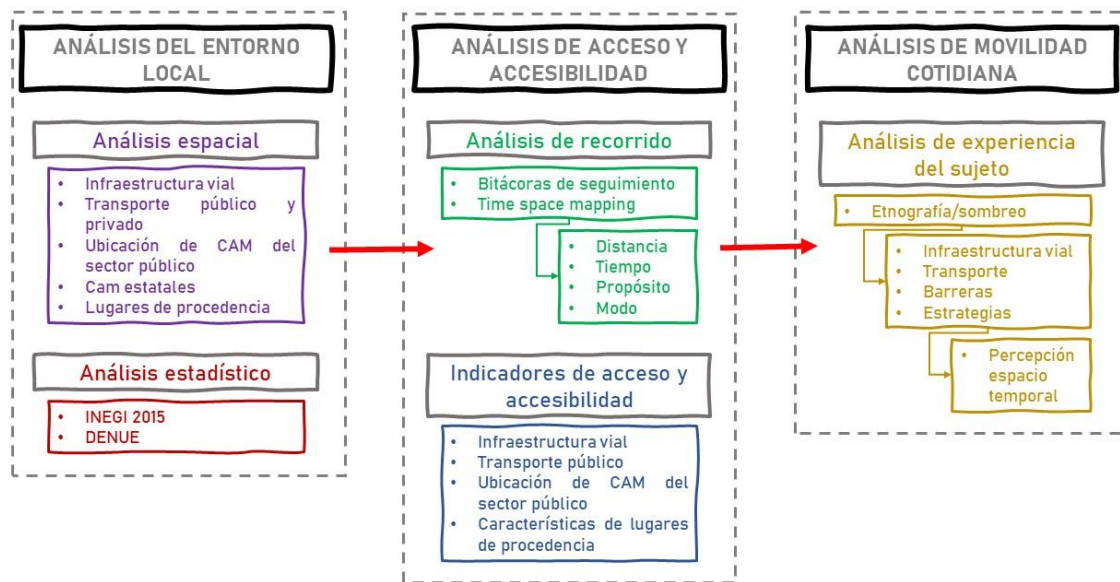 ANÁLISIS DEL ENTORNO
LOCAL
Análisis espacial
• Infraestructura vial
• Transporte público y
privado
• Ubicación de CAM del
sector público
• Cam estatales
• Lugares de procedencia
Análisis estadístico
• INEGI 2015
• DENUE
ANÁLISIS DE ACCESO Y
ACCESIBILIDAD
Análisis de recorrido
• Bitácoras de seguimiento
• Time space mapping
• Distancia
• Tiempo
• Propósito
• Modo
Indicadores de acceso y
accesibilidad
• Infraestructura vial
• Transporte público
• Ubicación de CAM del
sector público
• Características de lugares
de procedencia
ANÁLISIS DE MOVILIDAD
COTIDIANA
Análisis de experiencia
del sujeto
• Etnografía/sombreo
• Infraestructura vial
• Transporte
• Barreras
• Estrategias
• Percepción
espacio
temporal